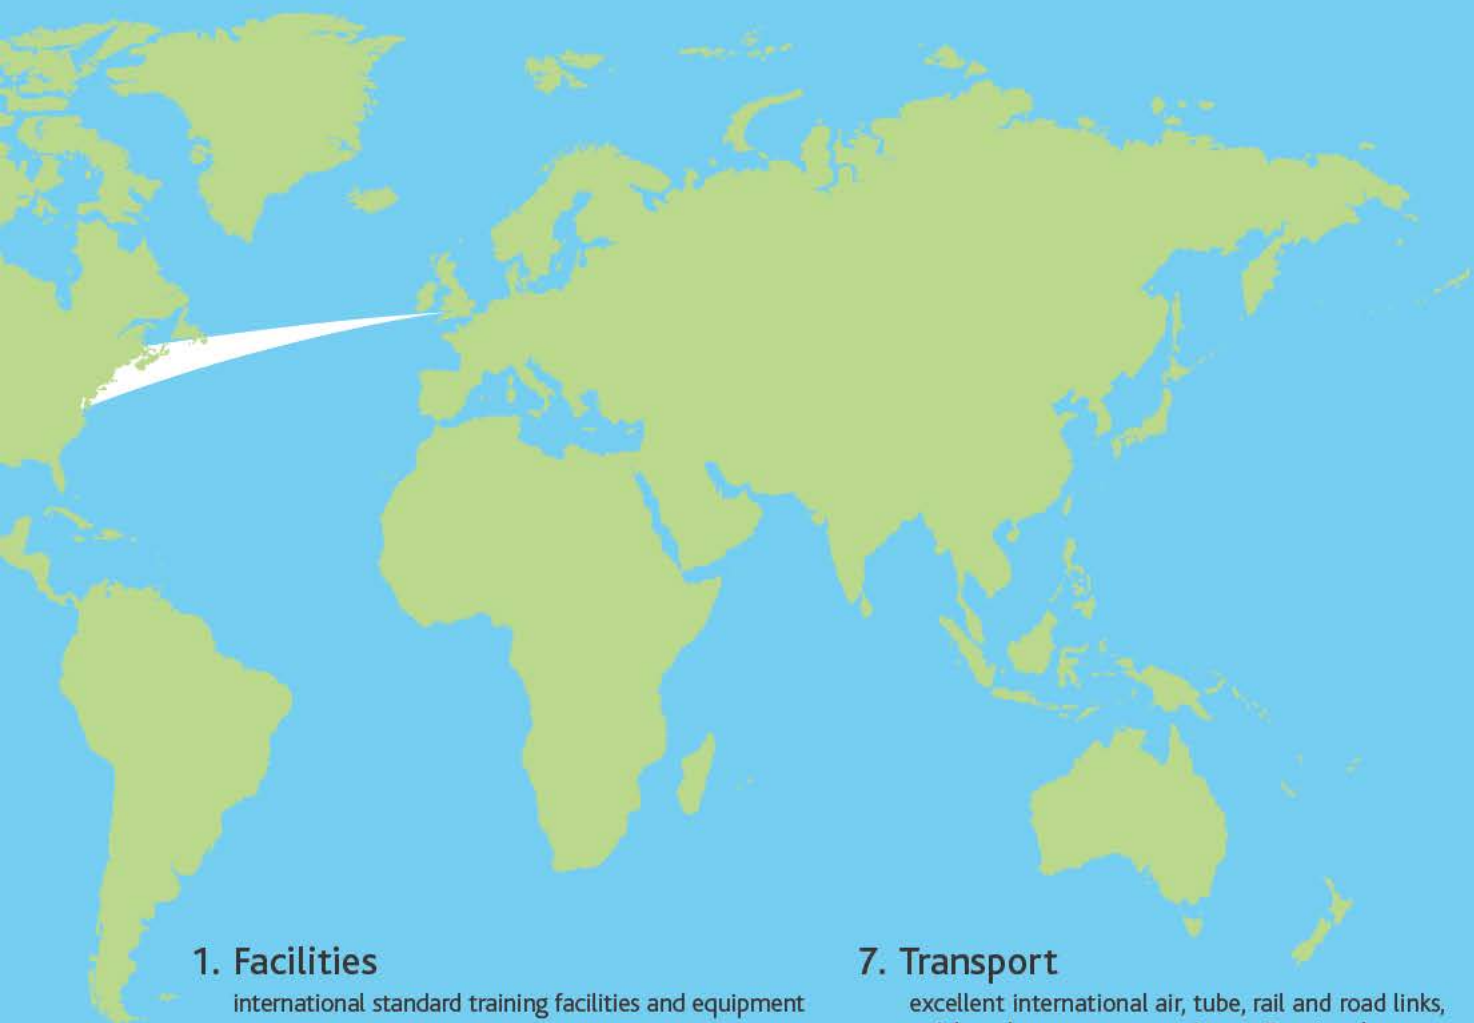 1. Facilities
international standard training facilities and equipment
7. Transport
excellent international air, tube, rail and road links,